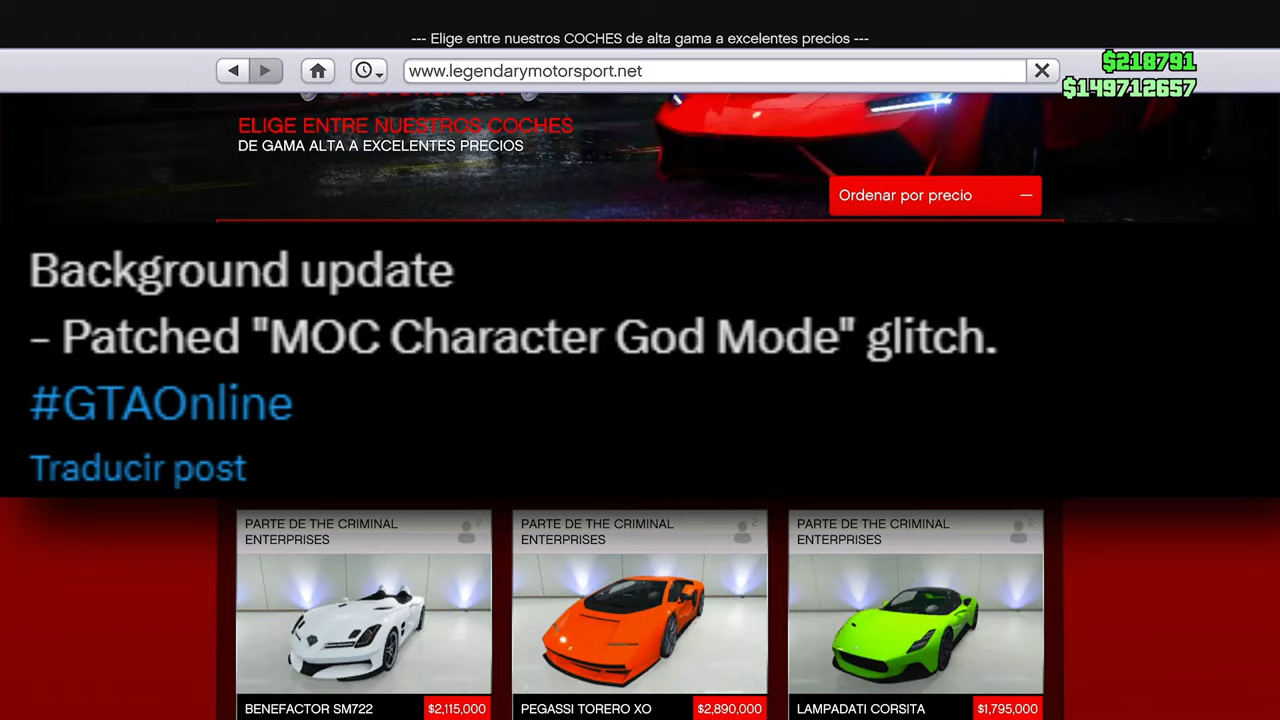 --- Elige entre nuestros COCHES de alta gama a excelentes precios ---
www.legendarymotorsport.net
$218791
$149712657
ELIGE ENTRE NUESTROS COCHES
DE GAMA ALTA A EXCELENTES PRECIOS
Ordenar por precio
Background update
- Patched "MOC Character God Mode" glitch.
#GTAOnline
Traducir post
PARTE DE THE CRIMINAL
ENTERPRISES
2
PARTE DE THE CRIMINAL
ENTERPRISES
2
PARTE DE THE CRIMINAL
ENTERPRISES
2
BENEFACTOR SM722
$2,115,000
PEGASSI TORERO XO
$2,890,000
LAMPADATI CORSITA
$1,795,000